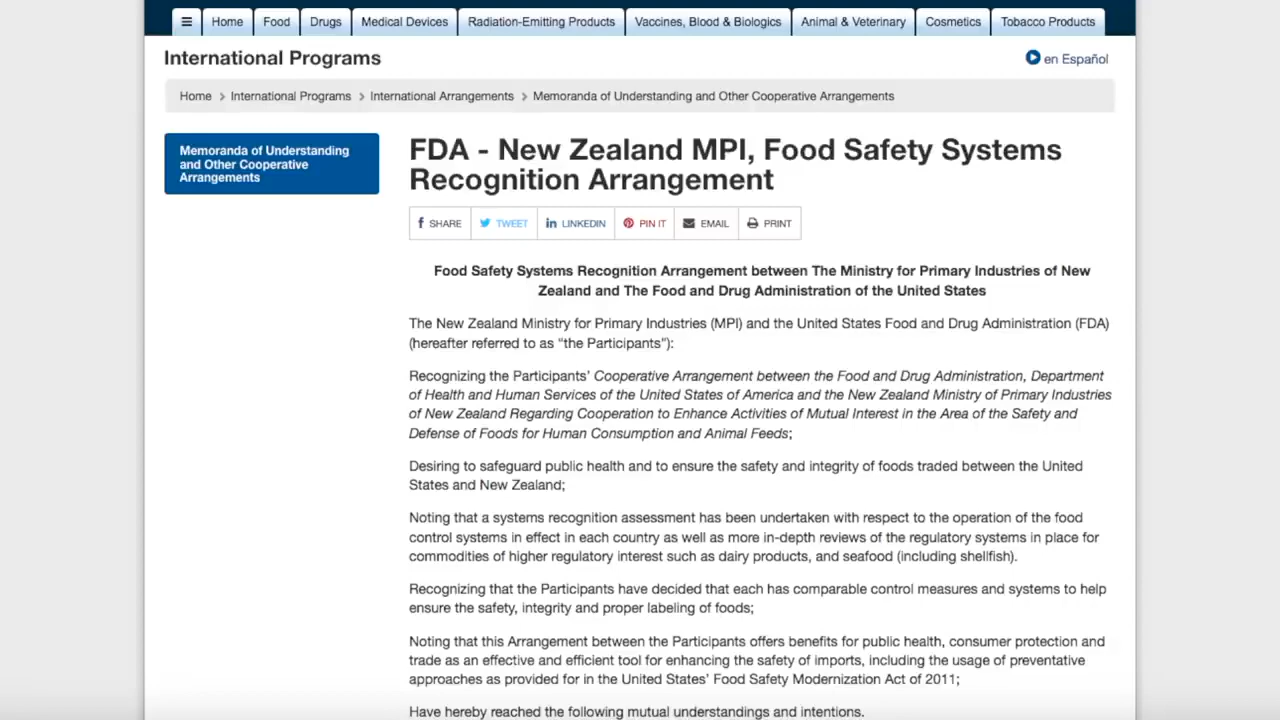 ☰ Home Food Drugs Medical Devices Radiation-Emitting Products Vaccines, Blood & Biologics Animal & Veterinary Cosmetics Tobacco Products
International Programs
en Español
Home > International Programs > International Arrangements > Memoranda of Understanding and Other Cooperative Arrangements
Memoranda of Understanding
and Other Cooperative
Arrangements
FDA - New Zealand MPI, Food Safety Systems
Recognition Arrangement
SHARE TWEET LINKEDIN PIN IT EMAIL PRINT
Food Safety Systems Recognition Arrangement between The Ministry for Primary Industries of New
Zealand and The Food and Drug Administration of the United States
The New Zealand Ministry for Primary Industries (MPI) and the United States Food and Drug Administration (FDA)
(hereafter referred to as “the Participants”):
Recognizing the Participants’ Cooperative Arrangement between the Food and Drug Administration, Department
of Health and Human Services of the United States of America and the New Zealand Ministry of Primary Industries
of New Zealand Regarding Cooperation to Enhance Activities of Mutual Interest in the Area of the Safety and
Defense of Foods for Human Consumption and Animal Feeds;
Desiring to safeguard public health and to ensure the safety and integrity of foods traded between the United
States and New Zealand;
Noting that a systems recognition assessment has been undertaken with respect to the operation of the food
control systems in effect in each country as well as more in-depth reviews of the regulatory systems in place for
commodities of higher regulatory interest such as dairy products, and seafood (including shellfish).
Recognizing that the Participants have decided that each has comparable control measures and systems to help
ensure the safety, integrity and proper labeling of foods;
Noting that this Arrangement between the Participants offers benefits for public health, consumer protection and
trade as an effective and efficient tool for enhancing the safety of imports, including the usage of preventative
approaches as provided for in the United States’ Food Safety Modernization Act of 2011;
Have hereby reached the following mutual understandings and intentions.